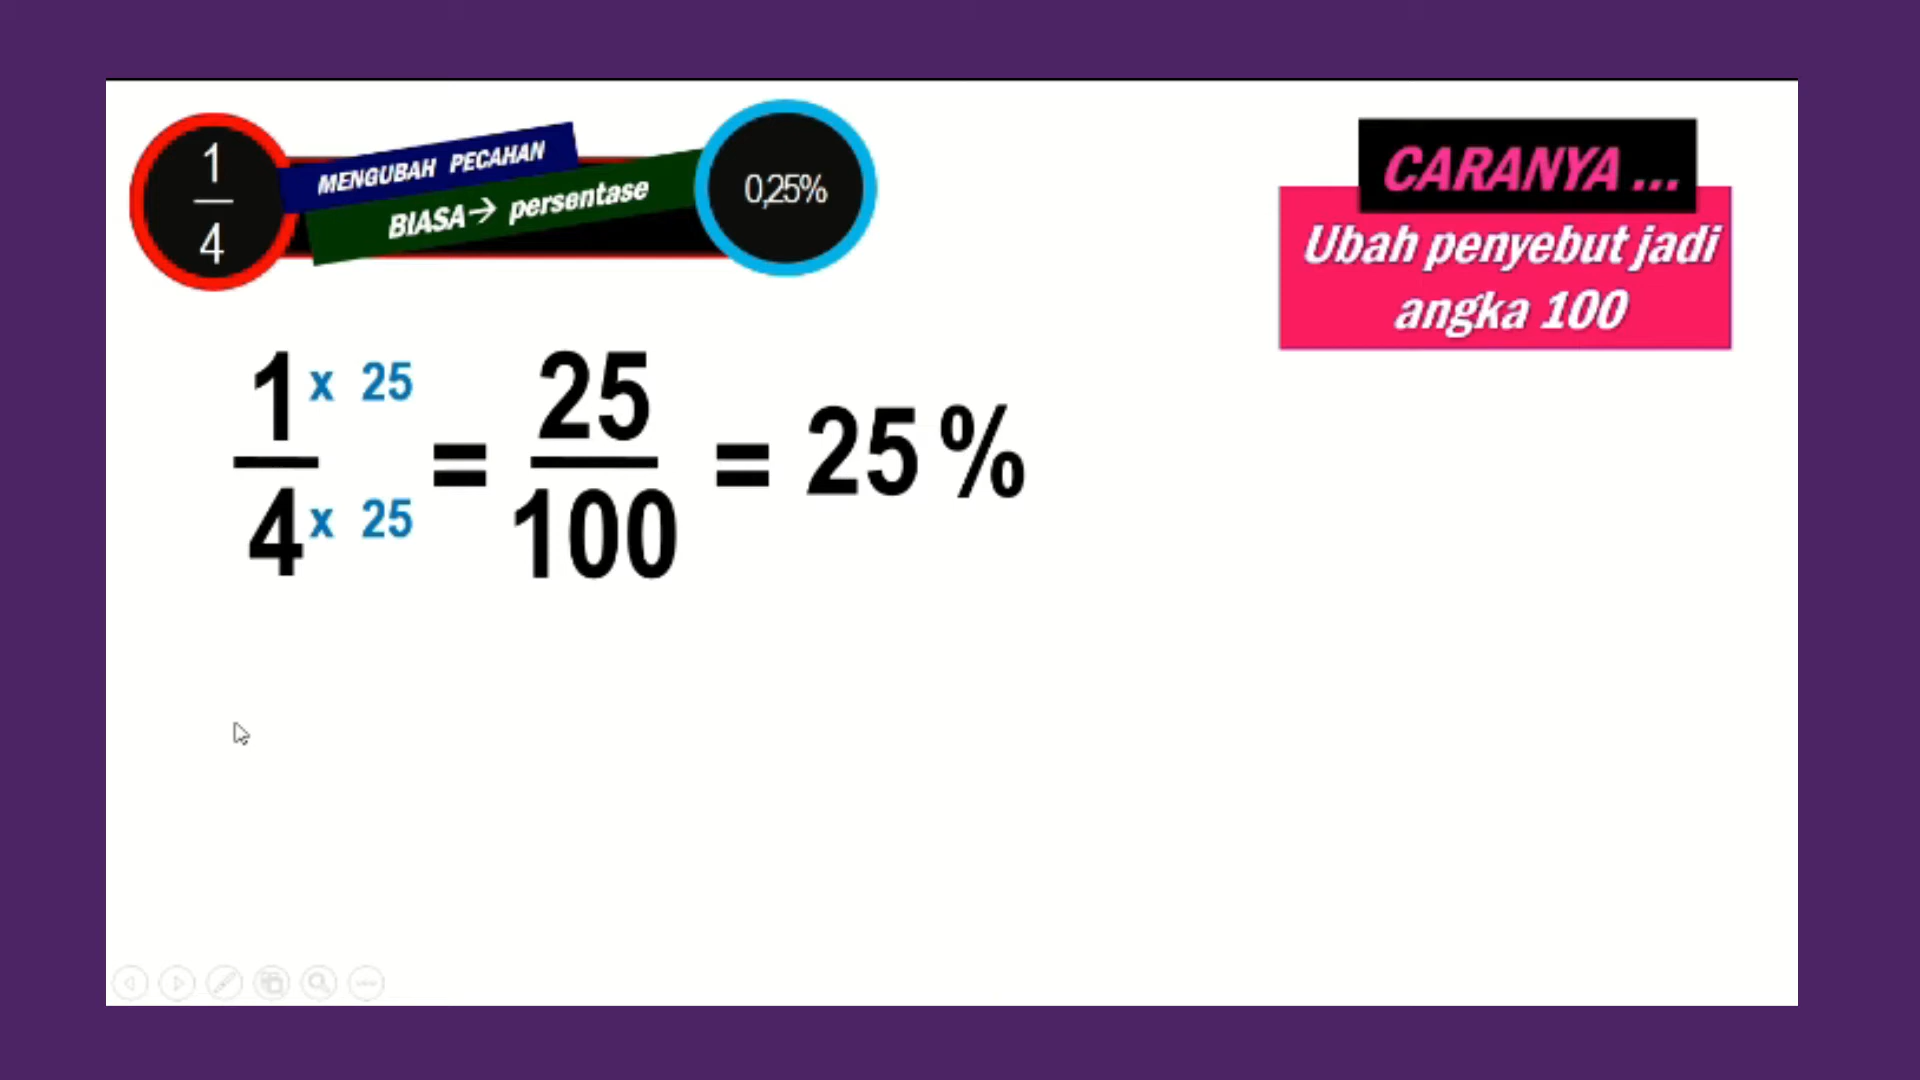 1
4
MENGUBAH PECAHAN
BIASA→ persentase
0,25%
CARANYA ...
Ubah penyebut jadi
angka 100
1 x 25
4 x 25
=
25
100
= 25 %